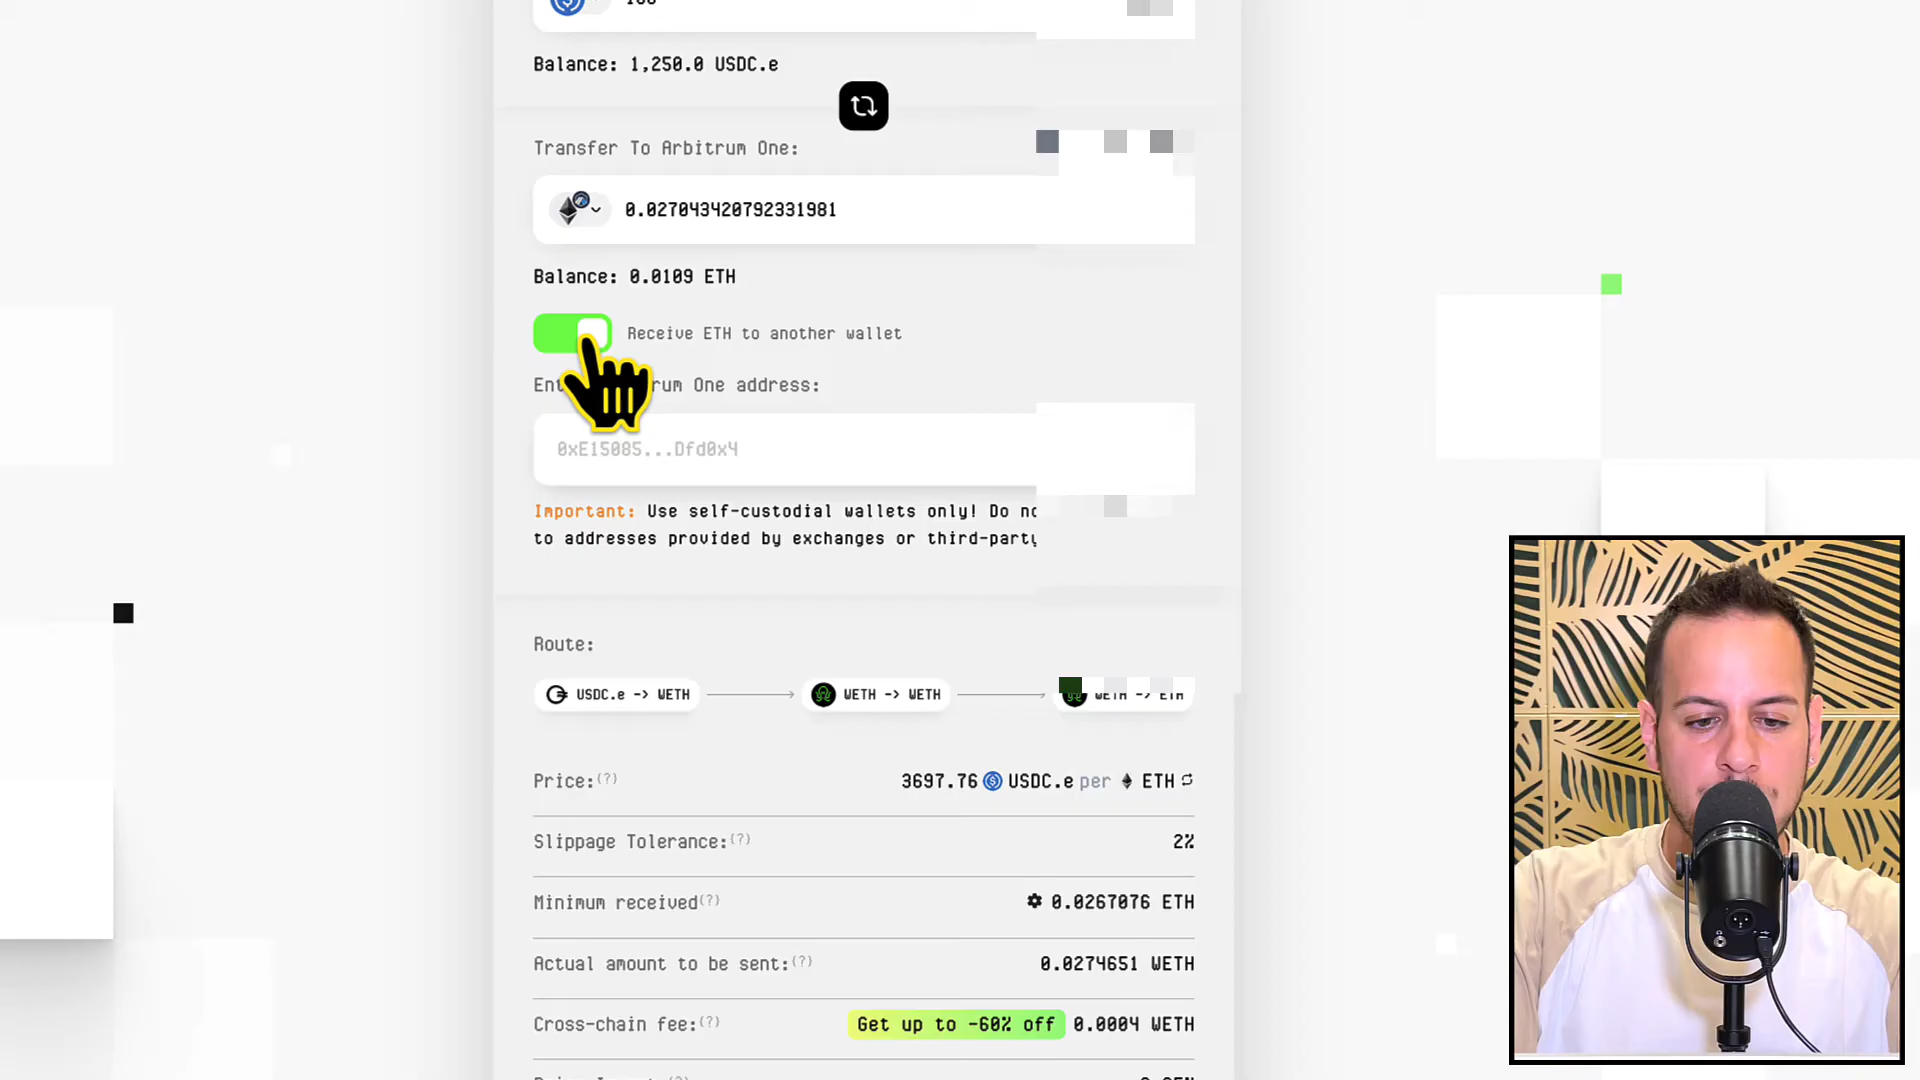 Balance: 1,250.0 USDC.e
Transfer To Arbitrum One:
0.027043420792331981
Balance: 0.0109 ETH
Receive ETH to another wallet
One address:
0xE15085...Dfd0x4
Important: Use self-custodial wallets only! Do
to addresses provided by exchanges or third-party
Route:
USDC.e -> WETH
WETH -> WETH
WETH -> ETH
Price:(?) 3697.76 USDC.e per ETH
Slippage Tolerance:(?) 2%
Minimum received(?) 0.0267076 ETH
Actual amount to be sent:(?) 0.0274651 WETH
Cross-chain fee:(?) Get up to -60% off 0.0004 WETH